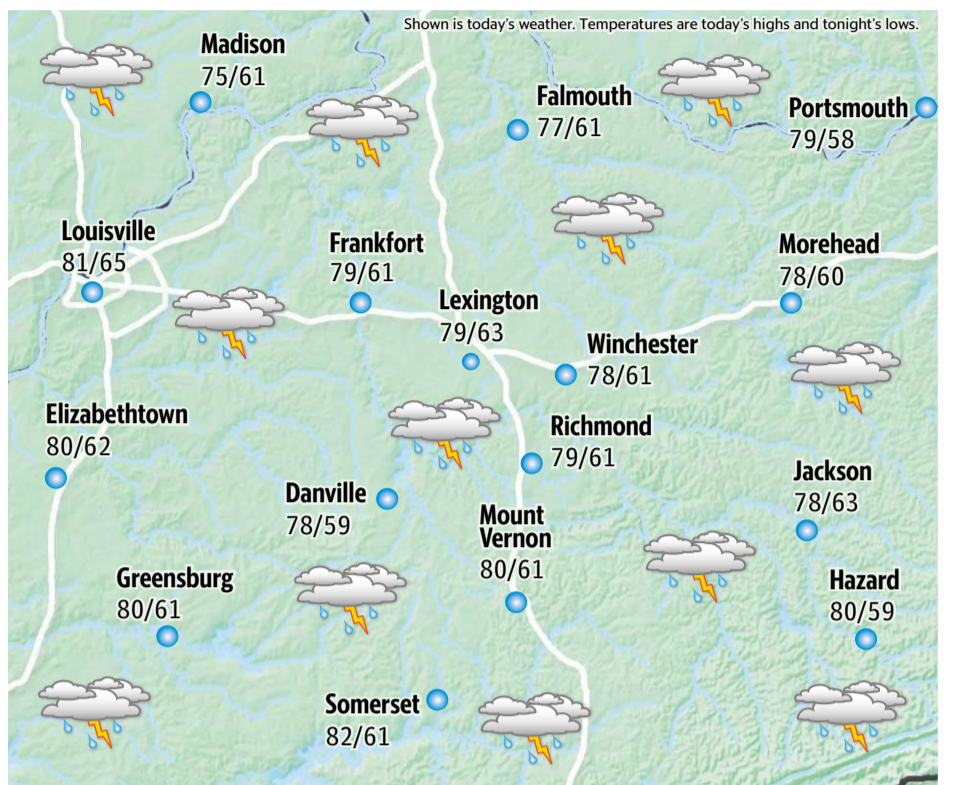 Shown is today's weather. Temperatures are today's highs and tonight's lows.
Madison
75/61
Falmouth
77/61
Portsmouth
79/58
Louisville
81/65
Frankfort
79/61
Morehead
78/60
Lexington
79/63
Winchester
78/61
Elizabethtown
80/62
Richmond
79/61
Jackson
78/63
Danville
78/59
Mount
Vernon
80/61
Greensburg
80/61
Hazard
80/59
Somerset
82/61